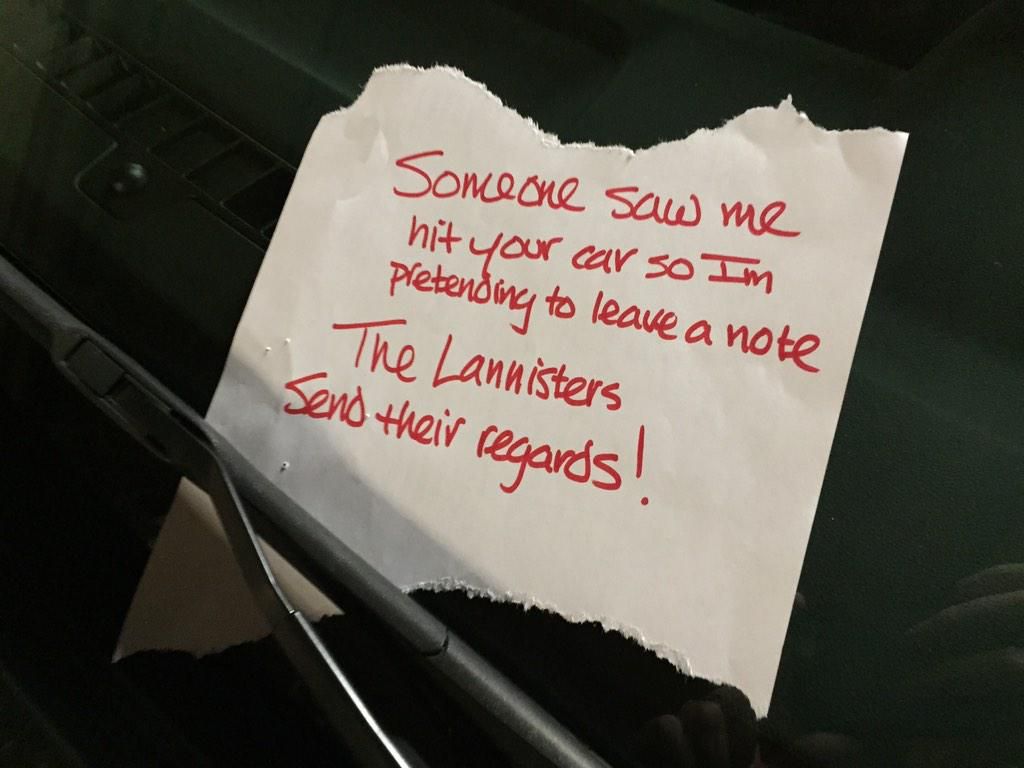 Someone saw me
hit your car so Im
pretending to leave a note
The Lannisters
Send their regards!